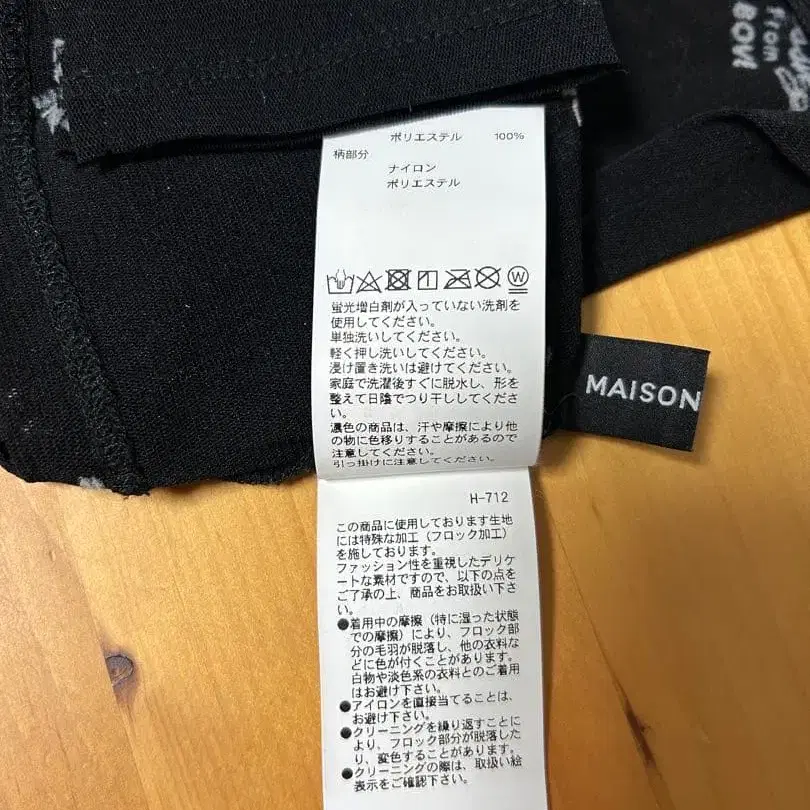 from
BOVI
ポリエステル 100%
柄部分
ナイロン
ポリエステル
蛍光増白剤が入っていない洗剤を
使用してください。
単独洗いしてください。
軽く押し洗いしてください。
浸け置き洗いは避けてください。
家庭で洗濯後すぐに脱水し、形を
整えて日陰でつり干ししてくださ
い。
濃色の商品は、汗や摩擦により他
の物に色移りすることがあるので
注意してください。
引っ掛けに注意してください。
MAISON
H-712
この商品に使用しております生地
には特殊な加工（フロック加工）
を施しております。
ファッション性を重視したデリケ
ートな素材ですので、以下の点を
ご了承の上、商品をお取扱い下さ
い。
●着用中の摩擦（特に湿った状態
での摩擦）により、フロック部
分の毛羽が脱落し、他の衣料な
どに色が付くことがあります。
白物や淡色系の衣料とのご着用
はお避け下さい。
●アイロンを直接当てることは、
お避け下さい。
●クリーニングを繰り返すことに
より、フロック部分が脱落した
り、変色することがあります。
●クリーニングの際は、取扱い絵
表示をご確認下さい。